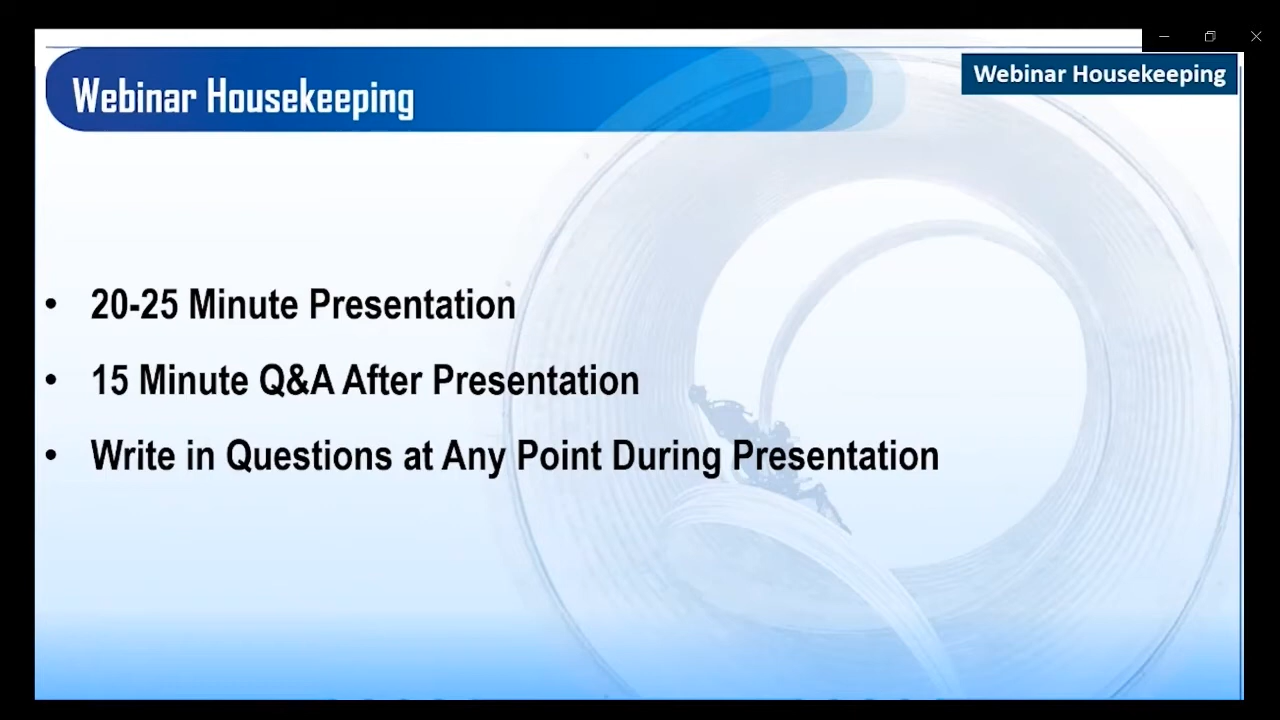 Webinar Housekeeping
Webinar Housekeeping
• 20-25 Minute Presentation
• 15 Minute Q&A After Presentation
• Write in Questions at Any Point During Presentation